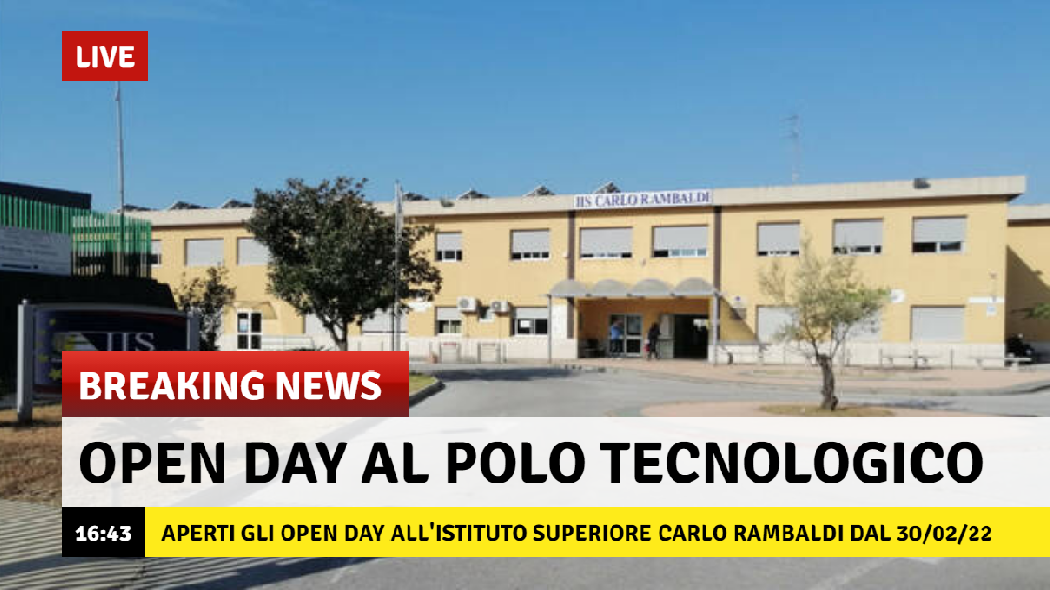 LIVE
IIS CARLO RAMBALDI
IIS
BREAKING NEWS
OPEN DAY AL POLO TECNOLOGICO
16:43
APERTI GLI OPEN DAY ALL'ISTITUTO SUPERIORE CARLO RAMBALDI DAL 30/02/22